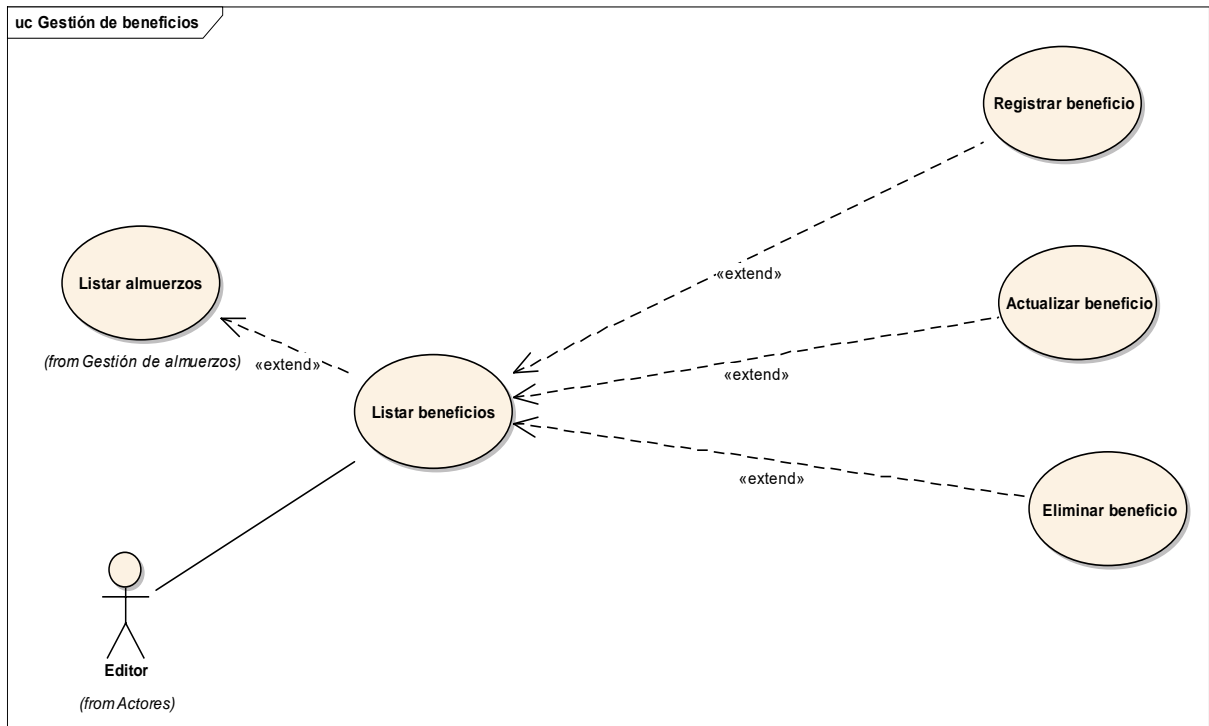 uc Gestión de beneficios
Registrar beneficio
Listar almuerzos
(from Gestión de almuerzos)
«extend»
«extend»
Actualizar beneficio
«extend»
Listar beneficios
«extend»
Eliminar beneficio
Editor
(from Actores)